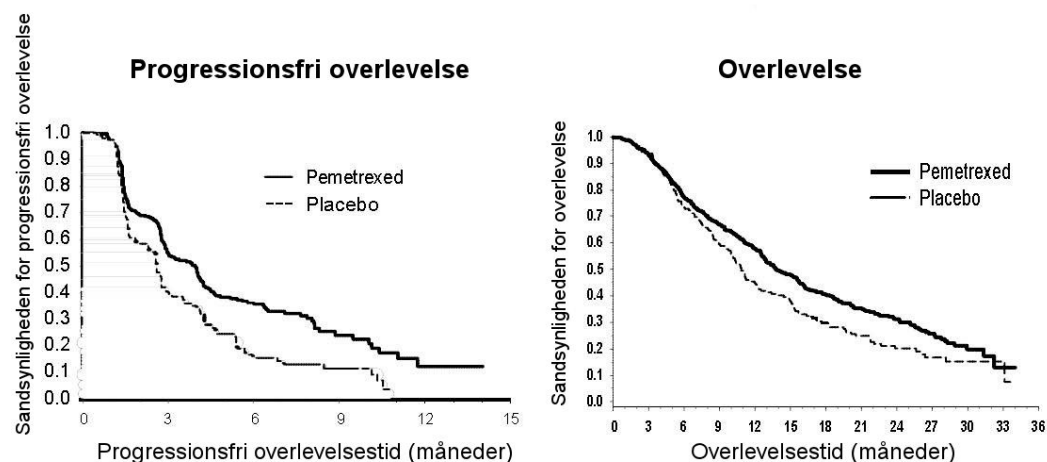 Progressionsfri overlevelse
Sandsynligheden for progressionsfri overlevelse
1.0
0.9
0.8
0.7
0.6
0.5
0.4
0.3
0.2
0.1
0.0
Pemetrexed
Placebo
0 3 6 9 12 15
Progressionsfri overlevelsestid (måneder)
Overlevelse
Sandsynligheden for overlevelse
1.0
0.9
0.8
0.7
0.6
0.5
0.4
0.3
0.2
0.1
0.0
Pemetrexed
Placebo
0 3 6 9 12 15 18 21 24 27 30 33 36
Overlevelsestid (måneder)